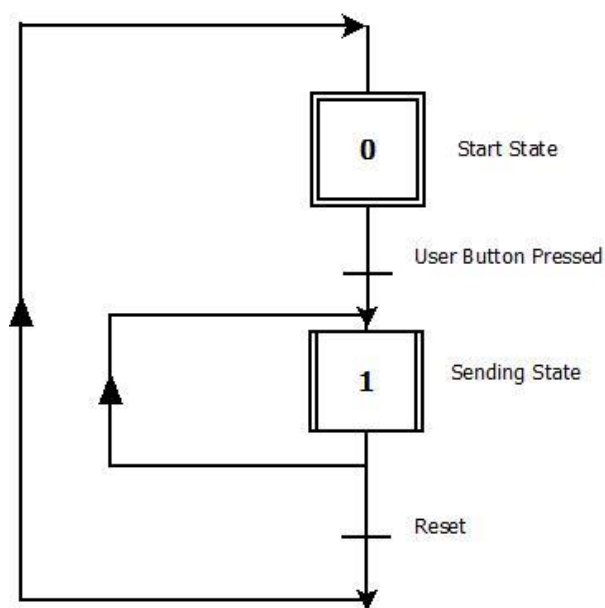 0
Start State
User Button Pressed
1
Sending State
Reset